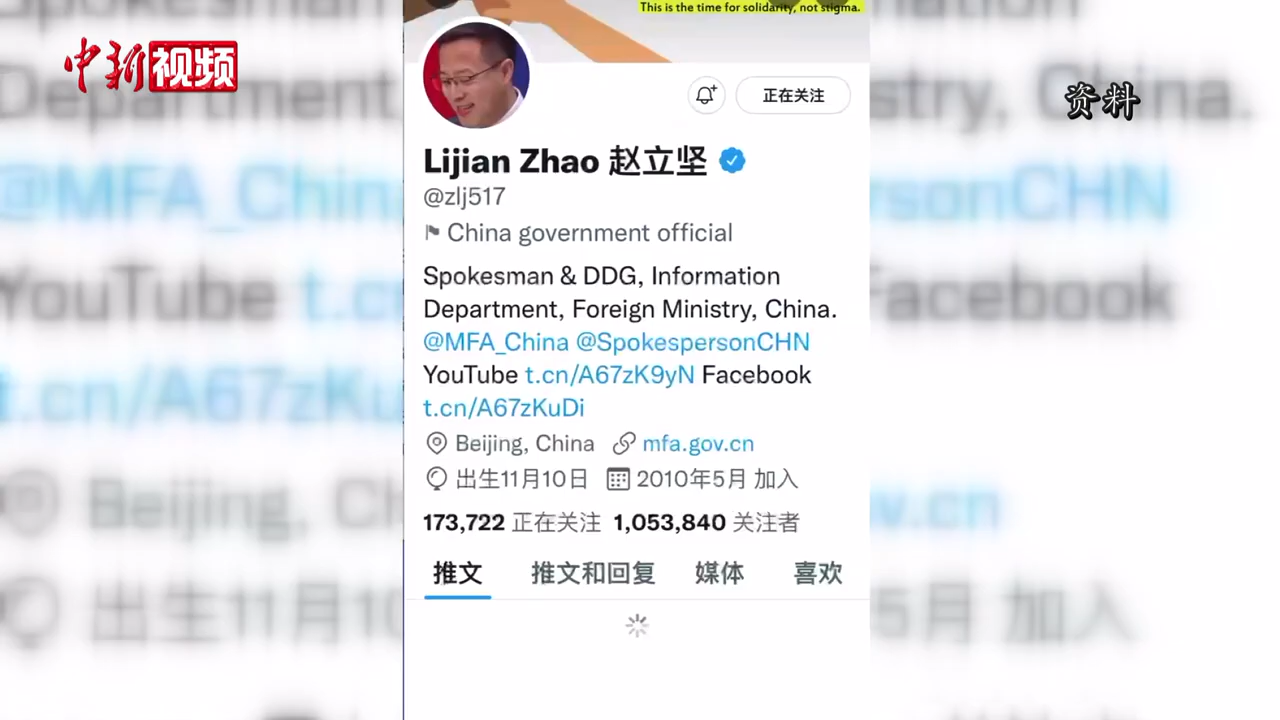 This is the time for solidarity, not stigma.
中新视频
资料
正在关注
Lijian Zhao 赵立坚
@zlj517
China government official
Spokesman & DDG, Information
Department, Foreign Ministry, China.
@MFA_China @SpokespersonCHN
YouTube t.cn/A67zK9yN Facebook
t.cn/A67zKuDi
Beijing, China mfa.gov.cn
出生11月10日 2010年5月 加入
173,722 正在关注 1,053,840 关注者
推文 推文和回复 媒体 喜欢